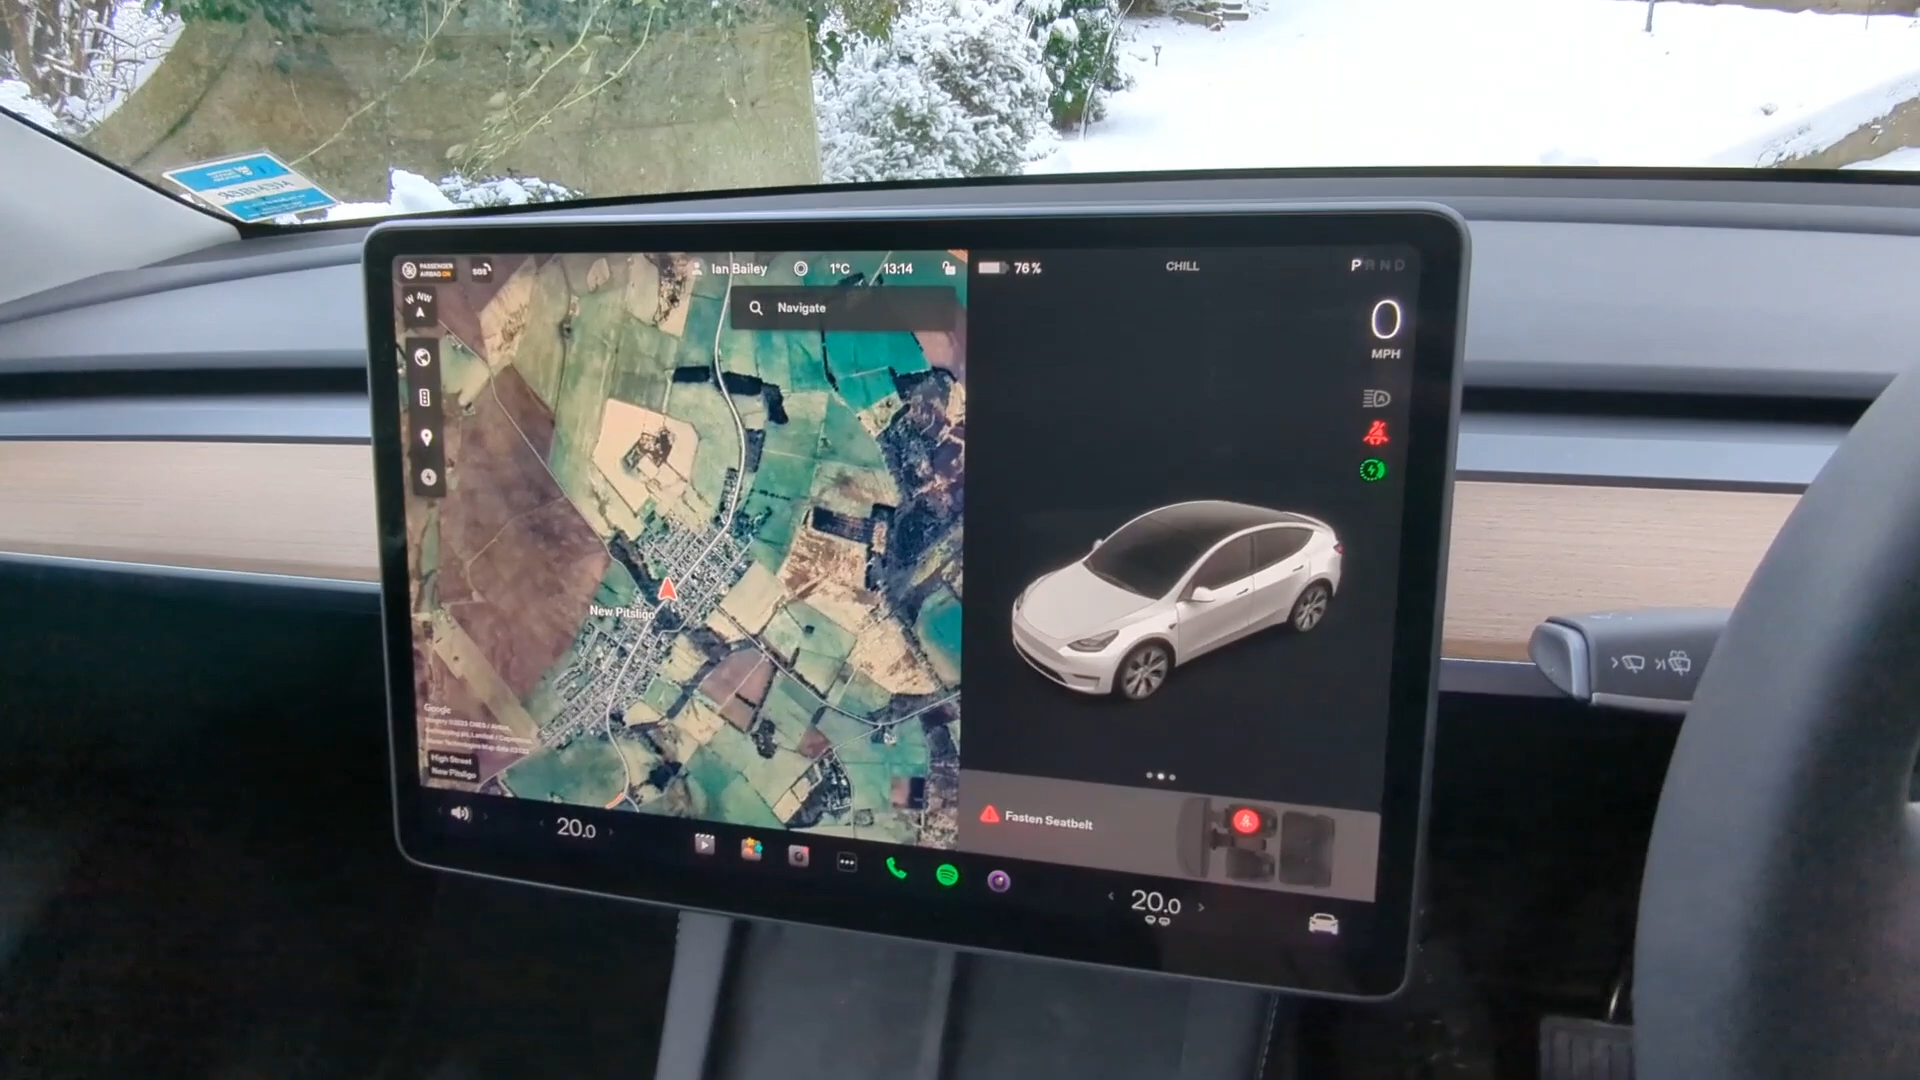 PASSENGER
AIRBAG ON
SOS
Ian Bailey
1°C
13:14
76%
CHILL
P R N D
W NW
Navigate
0
MPH
A
New Pitsligo
Google
High Street
New Pitsligo
Fasten Seatbelt
20.0
20.0